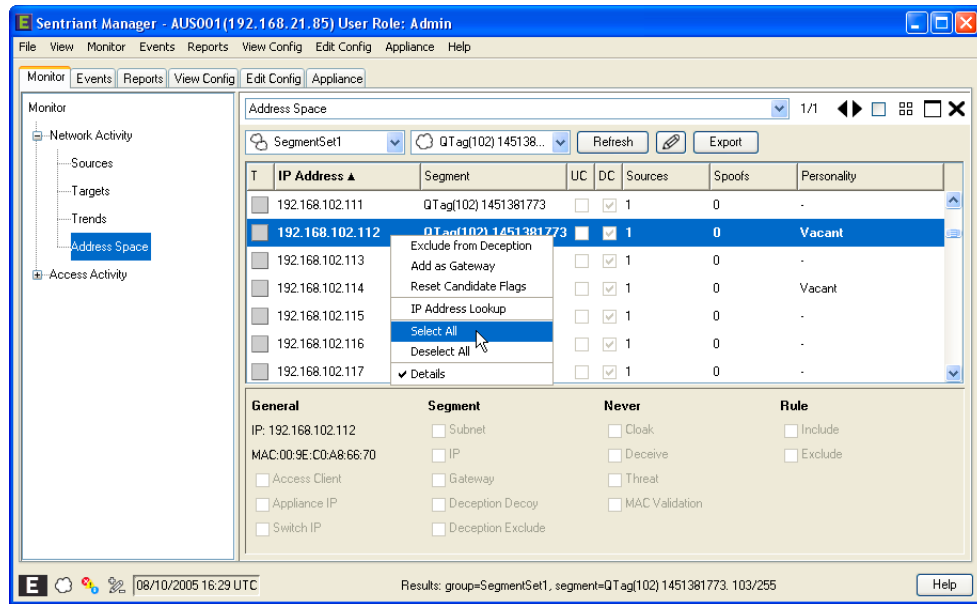 E Sentriant Manager - AUS001(192.168.21.85) User Role: Admin
File View Monitor Events Reports View Config Edit Config Appliance Help
Monitor Events Reports View Config Edit Config Appliance
Monitor
Network Activity
Sources
Targets
Trends
Address Space
Access Activity
Address Space 1/1
SegmentSet1 QTag(102) 145138... Refresh Export
T IP Address Segment UC DC Sources Spoofs Personality
192.168.102.111 QTag(102) 1451381773 1 0 -
192.168.102.112 QTag(102) 1451381773 1 0 Vacant
192.168.102.113 1 0 -
192.168.102.114 1 0 Vacant
192.168.102.115 1 0 -
192.168.102.116 1 0 -
192.168.102.117 1 0 -
Exclude from Deception
Add as Gateway
Reset Candidate Flags
IP Address Lookup
Select All
Deselect All
Details
General Segment Never Rule
IP: 192.168.102.112 Subnet Cloak Include
MAC:00:9E:C0:A8:66:70 IP Deceive Exclude
Access Client Gateway Threat
Appliance IP Deception Decoy MAC Validation
Switch IP Deception Exclude
E 08/10/2005 16:29 UTC Results: group=SegmentSet1, segment=QTag(102) 1451381773. 103/255 Help